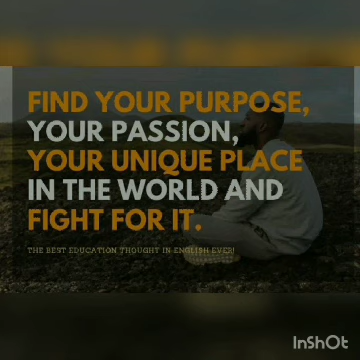 FIND YOUR PURPOSE,
YOUR PASSION,
YOUR UNIQUE PLACE
IN THE WORLD AND
FIGHT FOR IT.
THE BEST EDUCATION THOUGHT IN ENGLISH EVER!
InShOt